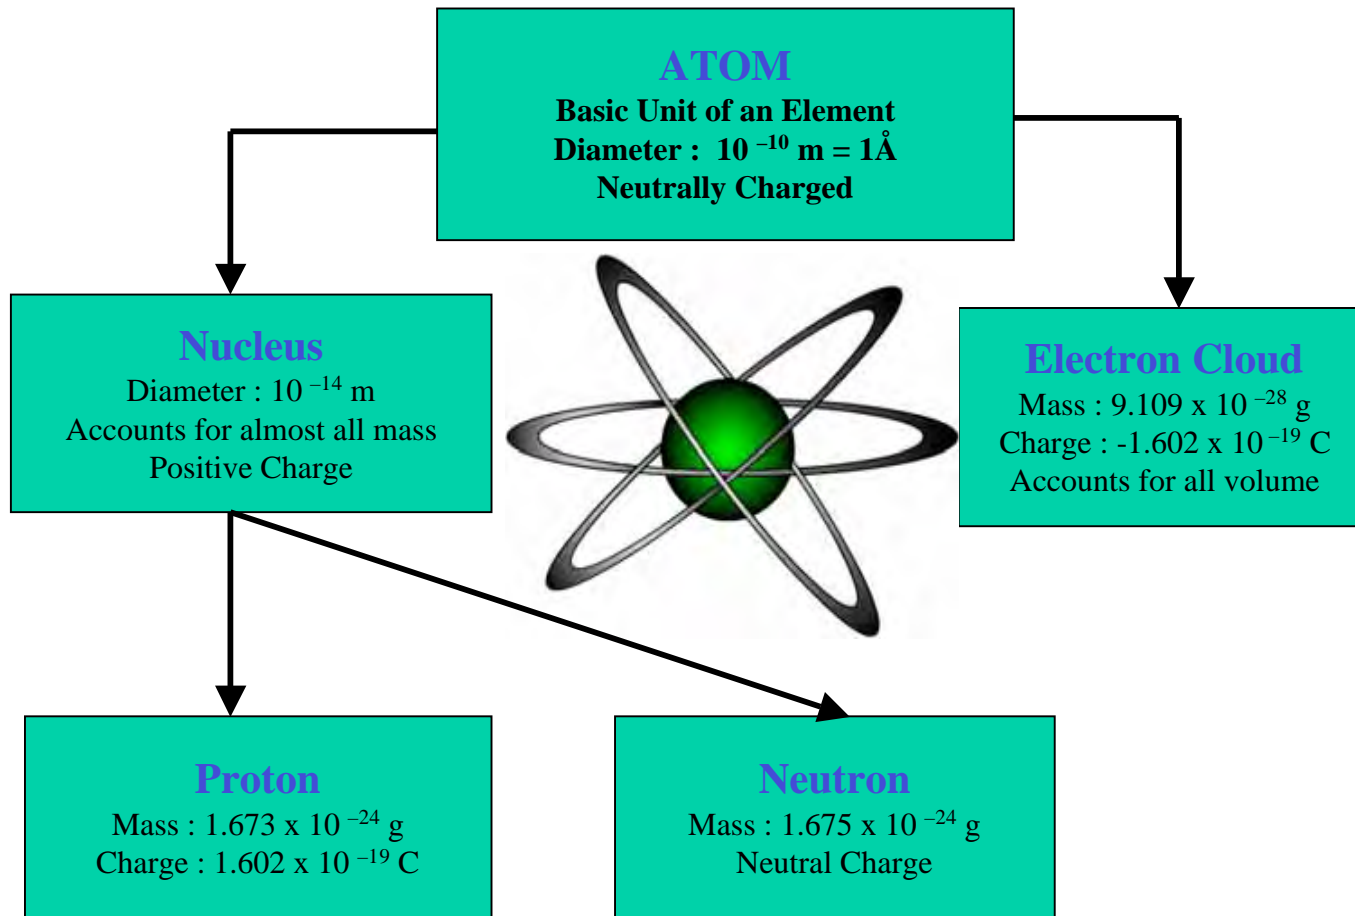 ATOM
Basic Unit of an Element
Diameter : 10 ⁻¹⁰ m = 1Å
Neutrally Charged
Nucleus
Diameter : 10 ⁻¹⁴ m
Accounts for almost all mass
Positive Charge
Electron Cloud
Mass : 9.109 x 10 ⁻²⁸ g
Charge : -1.602 x 10 ⁻¹⁹ C
Accounts for all volume
Proton
Mass : 1.673 x 10 ⁻²⁴ g
Charge : 1.602 x 10 ⁻¹⁹ C
Neutron
Mass : 1.675 x 10 ⁻²⁴ g
Neutral Charge